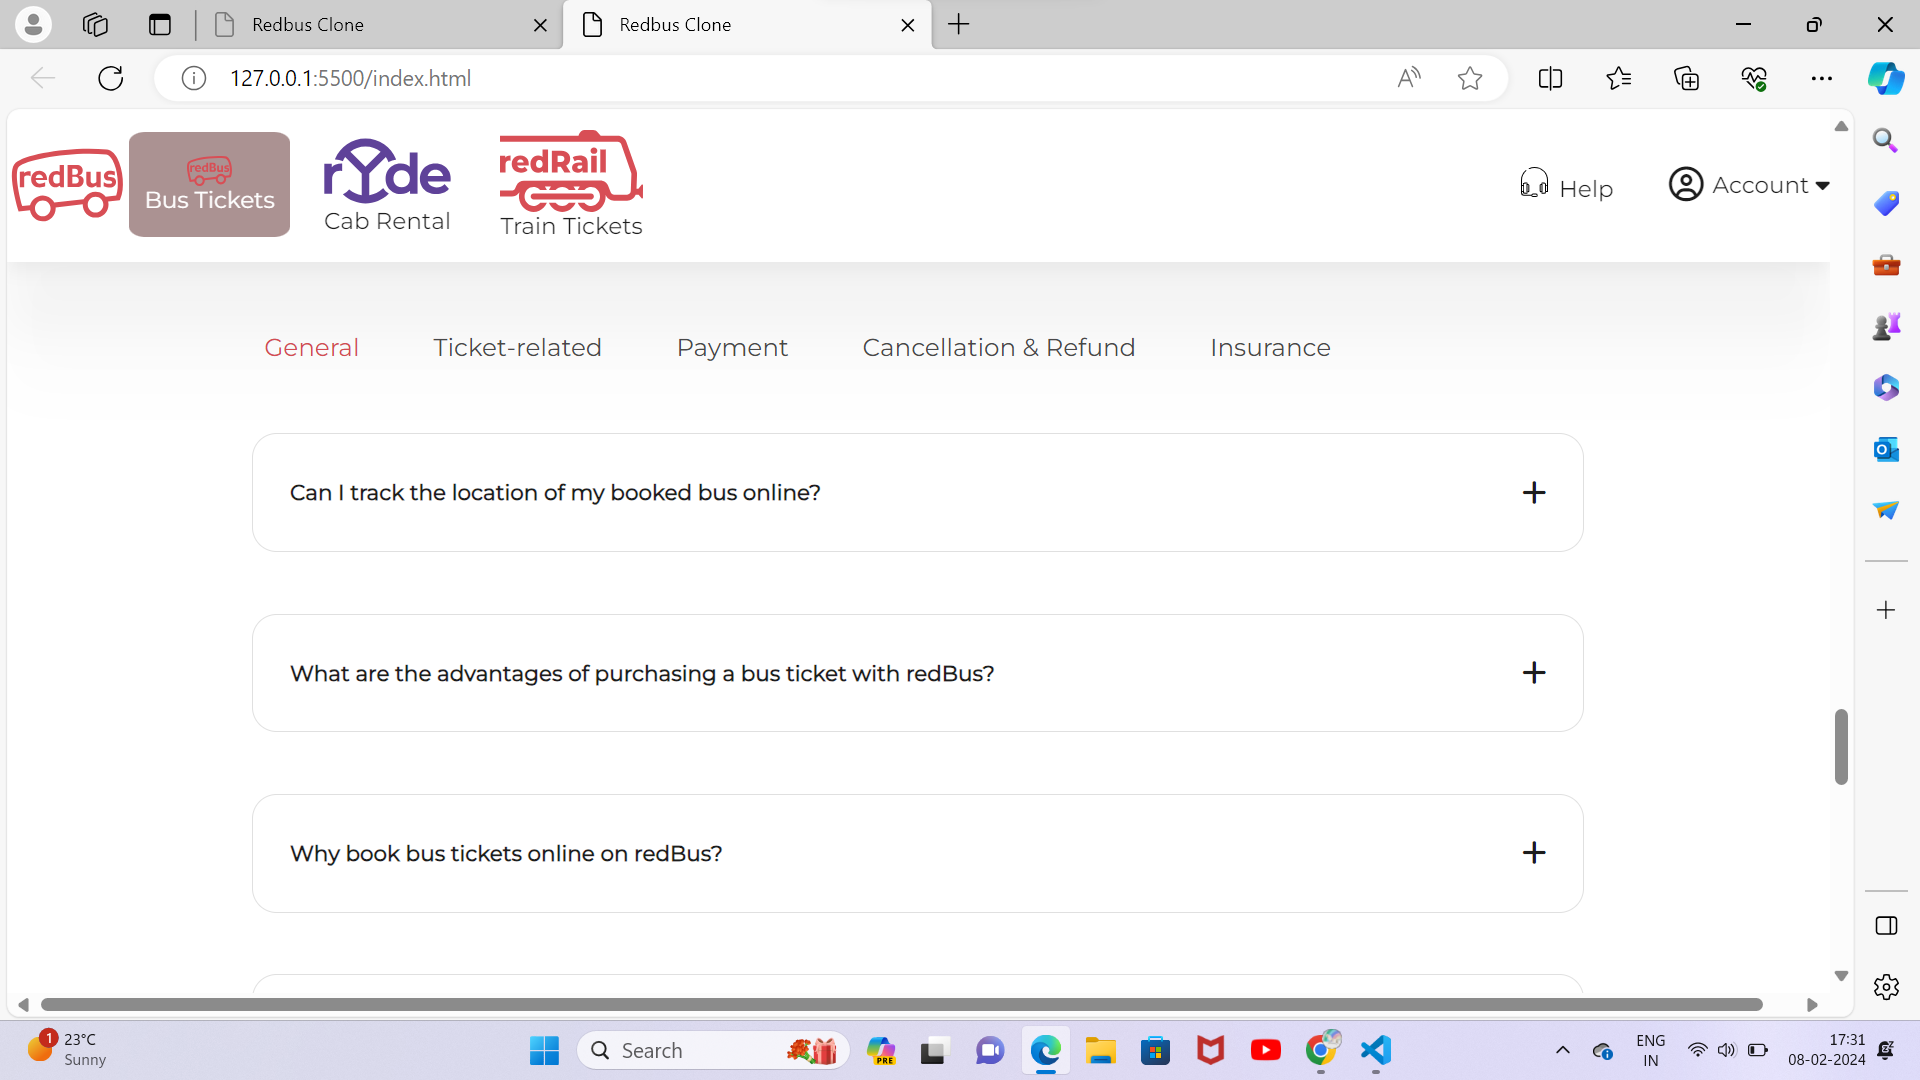 Redbus Clone
Redbus Clone
127.0.0.1:5500/index.html
redBus
redBus
Bus Tickets
rYde
Cab Rental
redRail
Train Tickets
Help
Account
General
Ticket-related
Payment
Cancellation & Refund
Insurance
Can I track the location of my booked bus online?
What are the advantages of purchasing a bus ticket with redBus?
Why book bus tickets online on redBus?
1
23°C
Sunny
Search
PRE
ENG
IN
17:31
08-02-2024